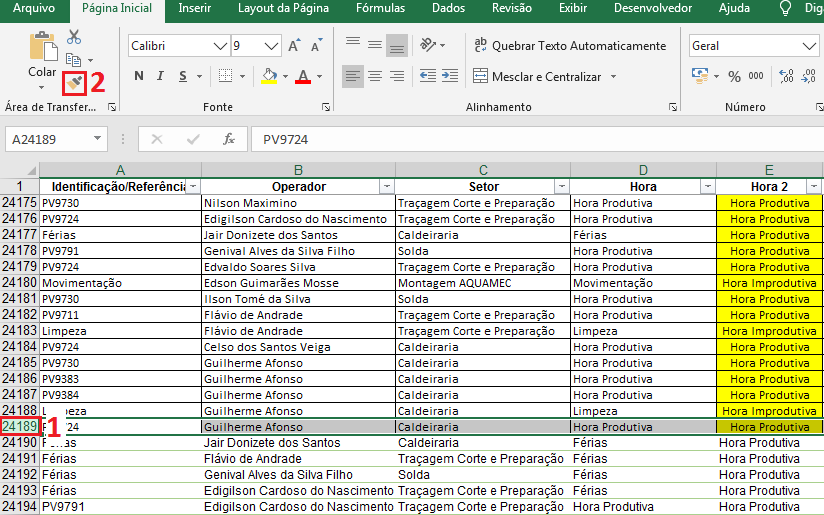 Arquivo Página Inicial Inserir Layout da Página Fórmulas Dados Revisão Exibir Desenvolvedor Ajuda Diga
Calibri 9 A A ab Quebrar Texto Automaticamente Geral
Colar 2 N I S A Mesclar e Centralizar % 000
Área de Transfer... Fonte Alinhamento Número
A24189 fx PV9724
A B C D E
1 Identificação/Referência Operador Setor Hora Hora 2
24175 PV9730 Nilson Maximino Traçagem Corte e Preparação Hora Produtiva Hora Produtiva
24176 PV9724 Edigilson Cardoso do Nascimento Traçagem Corte e Preparação Hora Produtiva Hora Produtiva
24177 Férias Jair Donizete dos Santos Caldeiraria Férias Hora Produtiva
24178 PV9791 Genival Alves da Silva Filho Solda Hora Produtiva Hora Produtiva
24179 PV9724 Edvaldo Soares Silva Traçagem Corte e Preparação Hora Produtiva Hora Produtiva
24180 Movimentação Edson Guimarães Mosse Montagem AQUAMEC Movimentação Hora Improdutiva
24181 PV9730 Ilson Tomé da Silva Solda Hora Produtiva Hora Produtiva
24182 PV9711 Flávio de Andrade Traçagem Corte e Preparação Hora Produtiva Hora Produtiva
24183 Limpeza Flávio de Andrade Traçagem Corte e Preparação Limpeza Hora Improdutiva
24184 PV9724 Celso dos Santos Veiga Caldeiraria Hora Produtiva Hora Produtiva
24185 PV9730 Guilherme Afonso Caldeiraria Hora Produtiva Hora Produtiva
24186 PV9383 Guilherme Afonso Caldeiraria Hora Produtiva Hora Produtiva
24187 PV9384 Guilherme Afonso Caldeiraria Hora Produtiva Hora Produtiva
24188 Guilherme Afonso Caldeiraria Limpeza Hora Improdutiva
24189 1 Guilherme Afonso Caldeiraria Hora Produtiva Hora Produtiva
24190 Férias Jair Donizete dos Santos Caldeiraria Férias Hora Produtiva
24191 Férias Flávio de Andrade Traçagem Corte e Preparação Férias Hora Produtiva
24192 Férias Genival Alves da Silva Filho Solda Férias Hora Produtiva
24193 Férias Edigilson Cardoso do Nascimento Traçagem Corte e Preparação Férias Hora Produtiva
24194 PV9791 Edigilson Cardoso do Nascimento Traçagem Corte e Preparação Hora Produtiva Hora Produtiva